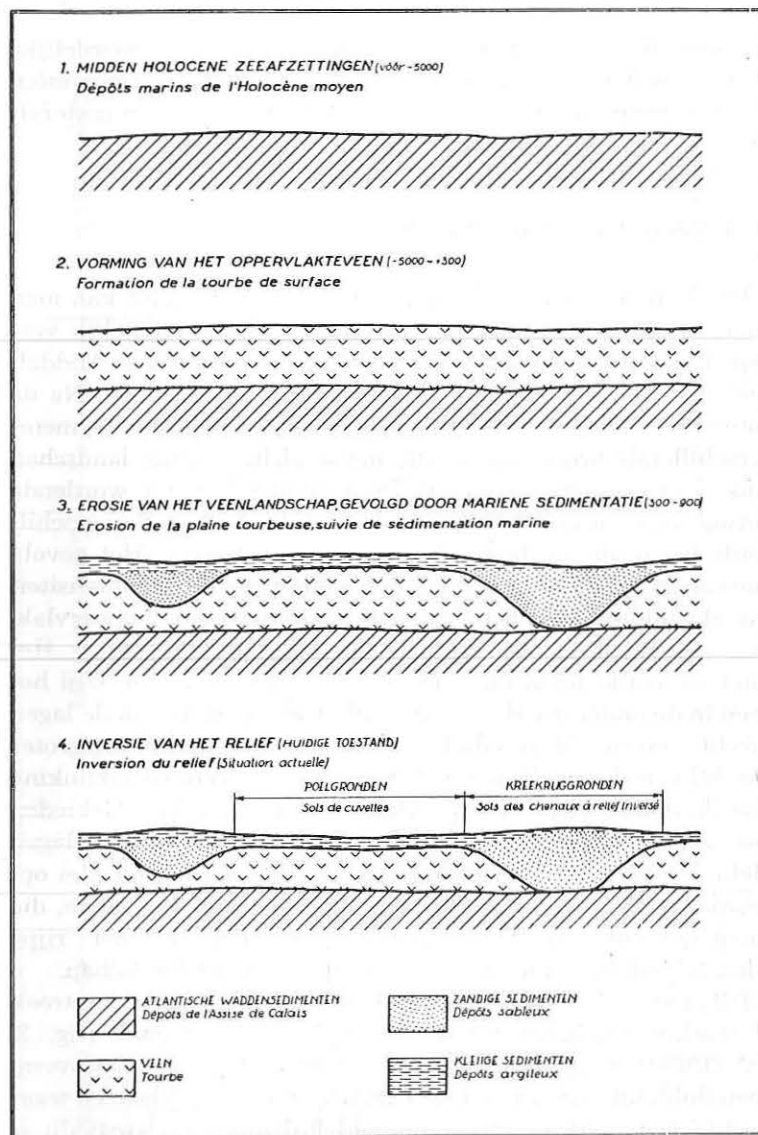 1. MIDDEN HOLOCENE ZEEAFZETTINGEN (vóór -5000)
Dépôts marins de l'Holocène moyen
2. VORMING VAN HET OPPERVLAKTEVEEN (-5000-+300)
Formation de la tourbe de surface
3. EROSIE VAN HET VEENLANDSCHAP, GEVOLGD DOOR MARIENE SEDIMENTATIE (300-900)
Erosion de la plaine tourbeuse, suivie de sédimentation marine
4. INVERSIE VAN HET RELIEF (HUIDIGE TOESTAND)
Inversion du relief (Situation actuelle)
POELGRONDEN
Sols de cuvelles
KREEKRUGGRONDEN
Sols des chenaux à relief inversé
ATLANTISCHE WADDENSEDIMENTEN
Dépôts de l'Assise de Calais
VEEN
Tourbe
ZANDIGE SEDIMENTEN
Dépôts sableux
KLEIIGE SEDIMENTEN
Dépôts argileux